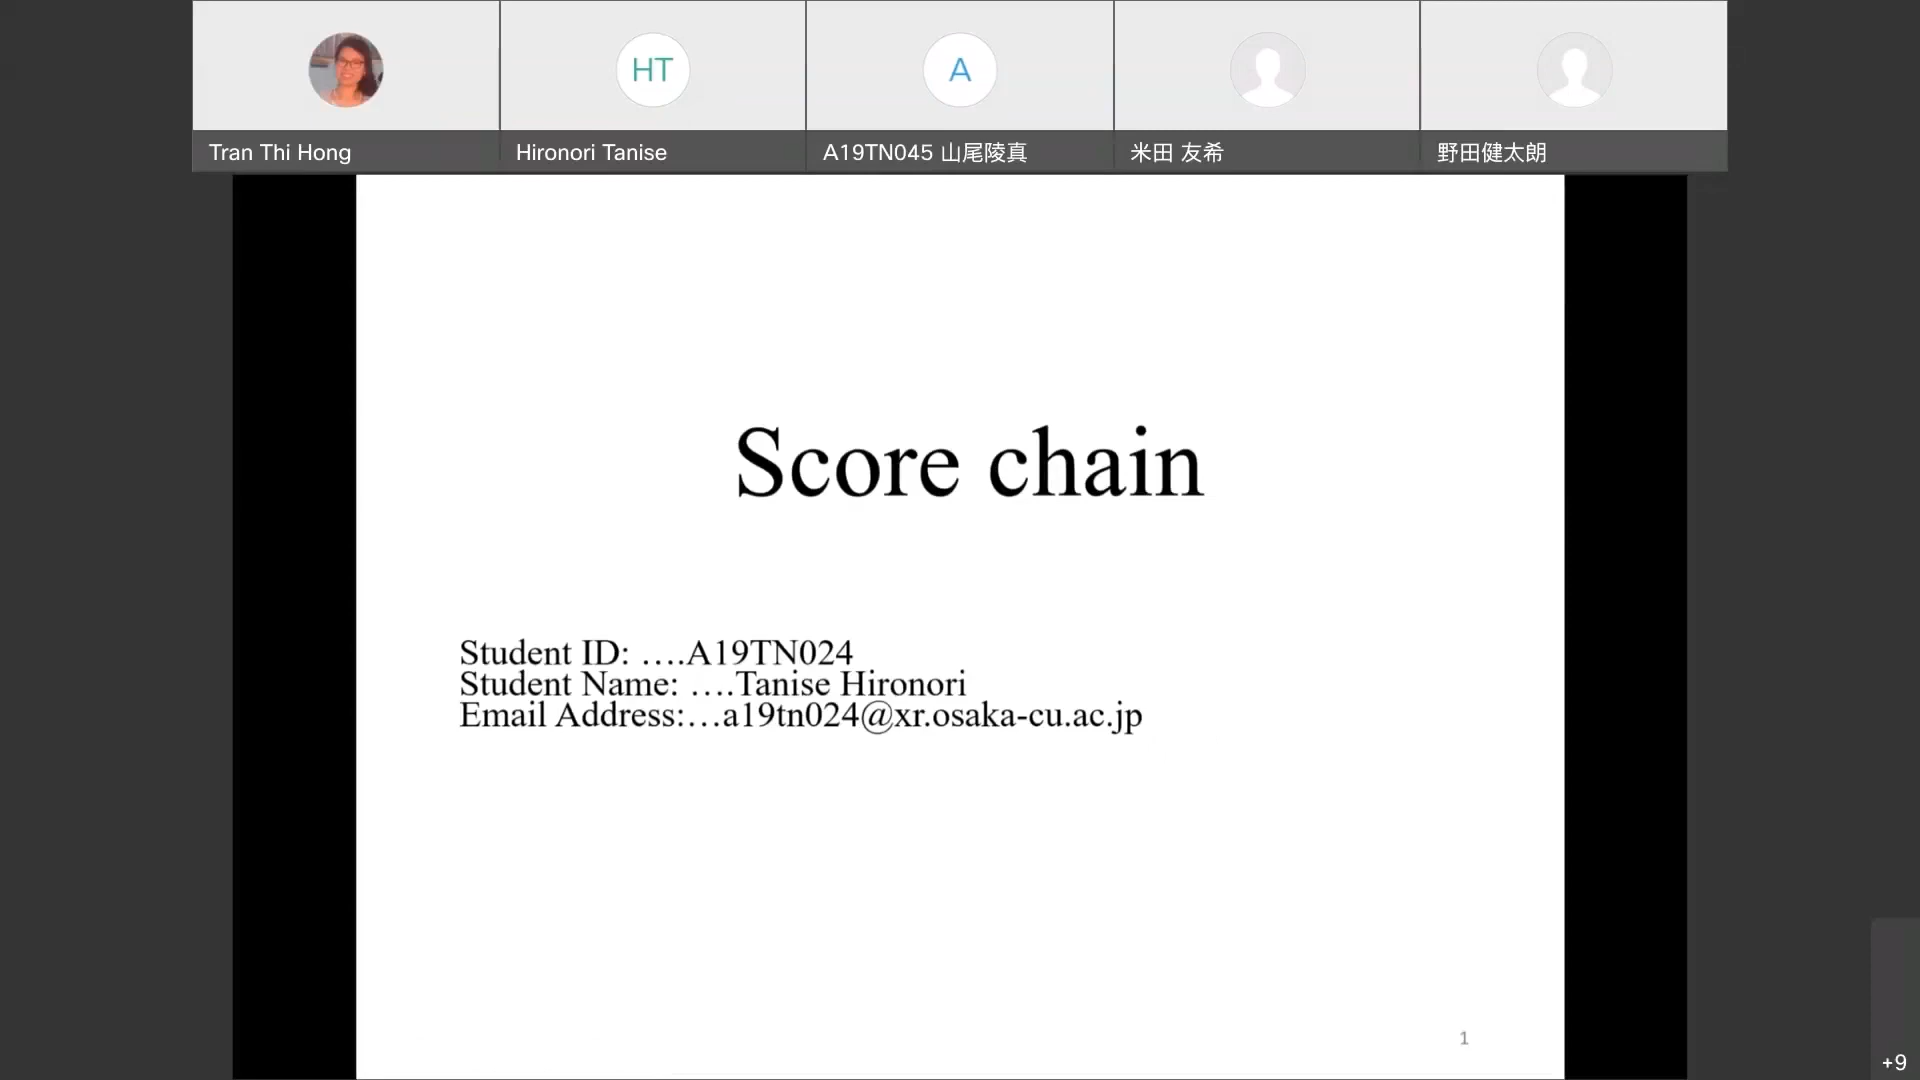 HT
A
Tran Thi Hong
Hironori Tanise
A19TN045 山尾陵真
米田 友希
野田健太朗
Score chain
Student ID: ....A19TN024
Student Name: ....Tanise Hironori
Email Address:...a19tn024@xr.osaka-cu.ac.jp
1
+9